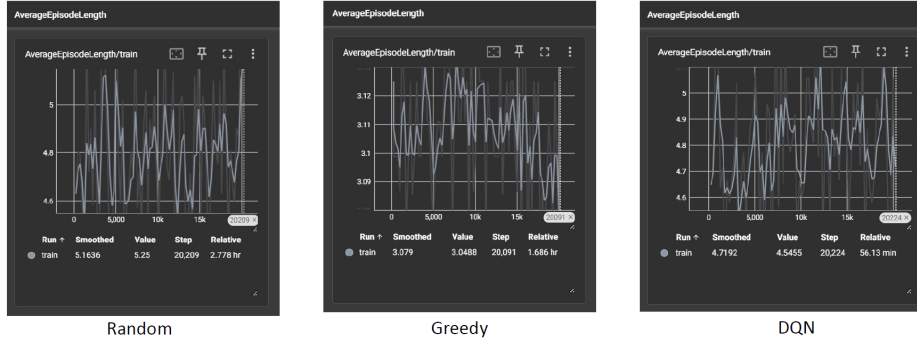 AverageEpisodeLength
AverageEpisodeLength/train
5
4.8
4.6
0 5,000 10k 15k 20209 ×
Run ↑ Smoothed Value Step Relative
train 5.1636 5.25 20,209 2.778 hr
Random
AverageEpisodeLength
AverageEpisodeLength/train
3.12
3.11
3.1
3.09
0 5,000 10k 15k 20091 ×
Run ↑ Smoothed Value Step Relative
train 3.079 3.0488 20,091 1.686 hr
Greedy
AverageEpisodeLength
AverageEpisodeLength/train
5
4.9
4.8
4.7
4.6
0 5,000 10k 15k 20224 ×
Run ↑ Smoothed Value Step Relative
train 4.7192 4.5455 20,224 56.13 min
DQN